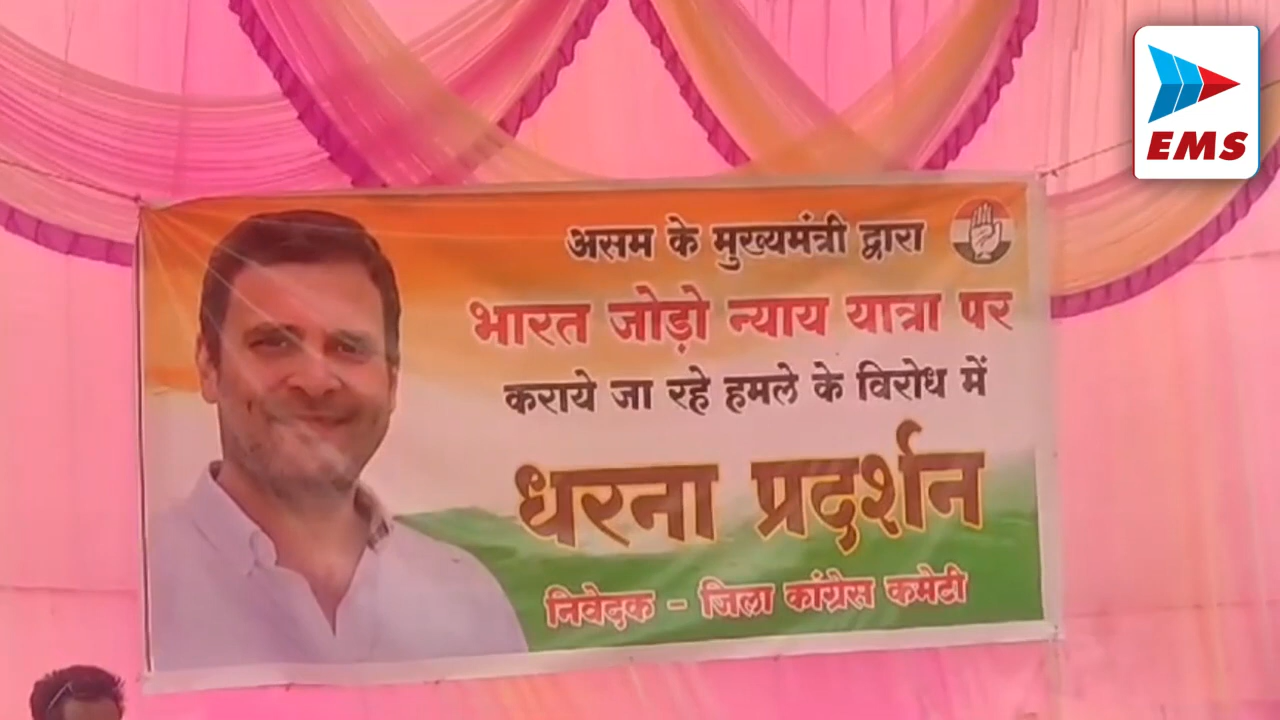 EMS
असम के मुख्यमंत्री द्वारा
भारत जोड़ो न्याय यात्रा पर
कराये जा रहे हमले के विरोध में
धरना प्रदर्शन
निवेदक - जिला कांग्रेस कमेटी